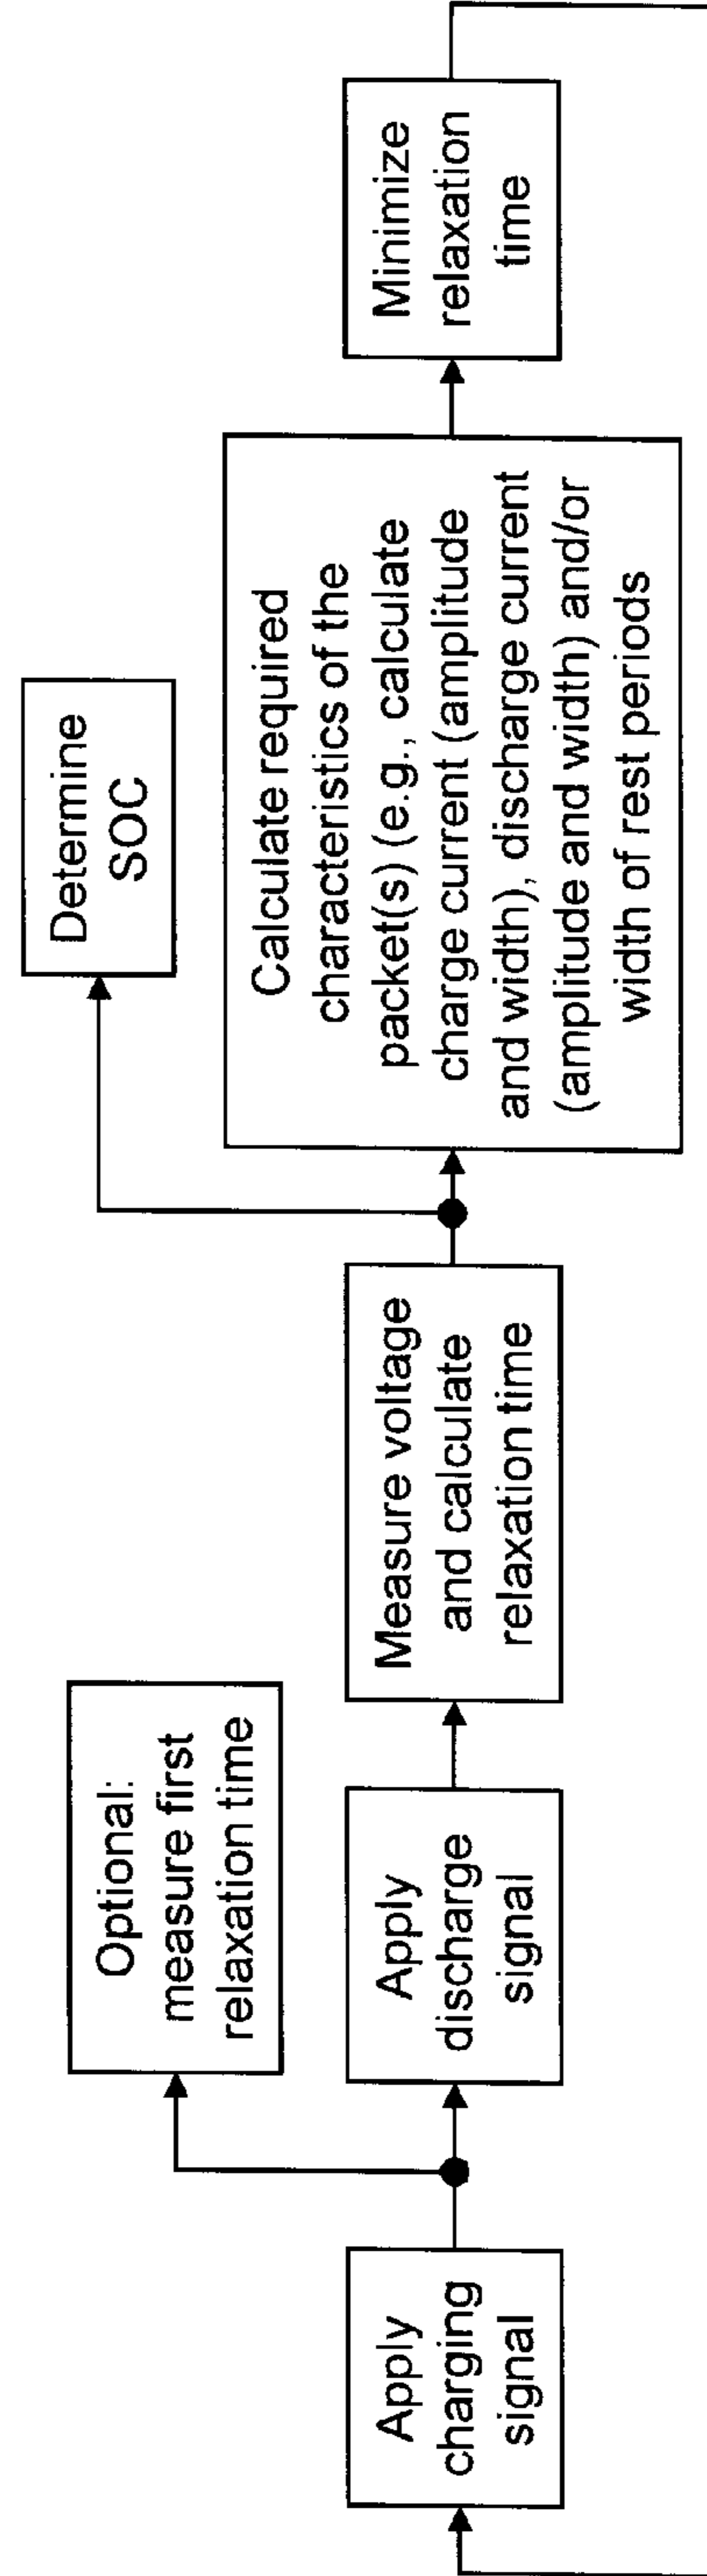 Apply
charging
signal
Optional:
measure first
relaxation time
Apply
discharge
signal
Measure voltage
and calculate
relaxation time
Determine
SOC
Calculate required
characteristics of the
packet(s) (e.g., calculate
charge current (amplitude
and width), discharge current
(amplitude and width) and/or
width of rest periods
Minimize
relaxation
time